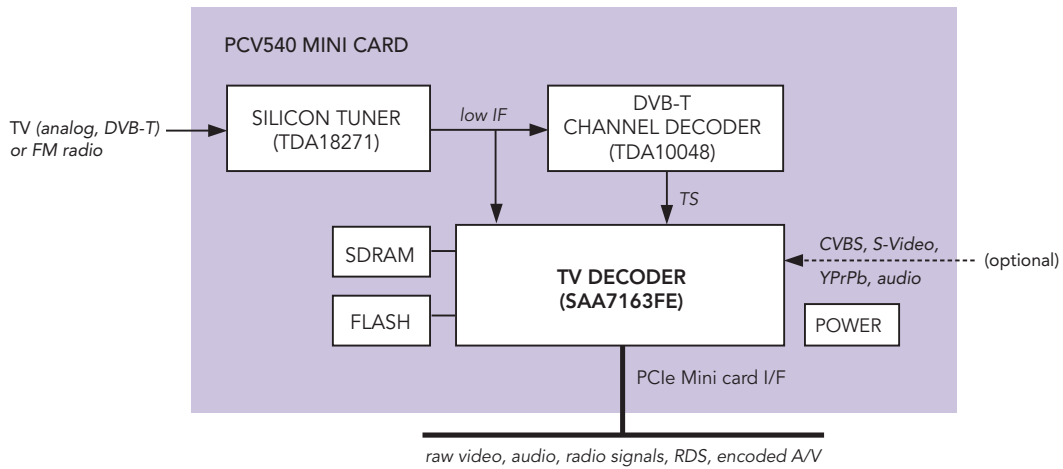 PCV540 MINI CARD
TV (analog, DVB-T)
or FM radio
SILICON TUNER
(TDA18271)
low IF
DVB-T
CHANNEL DECODER
(TDA10048)
TS
SDRAM
FLASH
TV DECODER
(SAA7163FE)
CVBS, S-Video,
YPrPb, audio
(optional)
POWER
PCIe Mini card I/F
raw video, audio, radio signals, RDS, encoded A/V